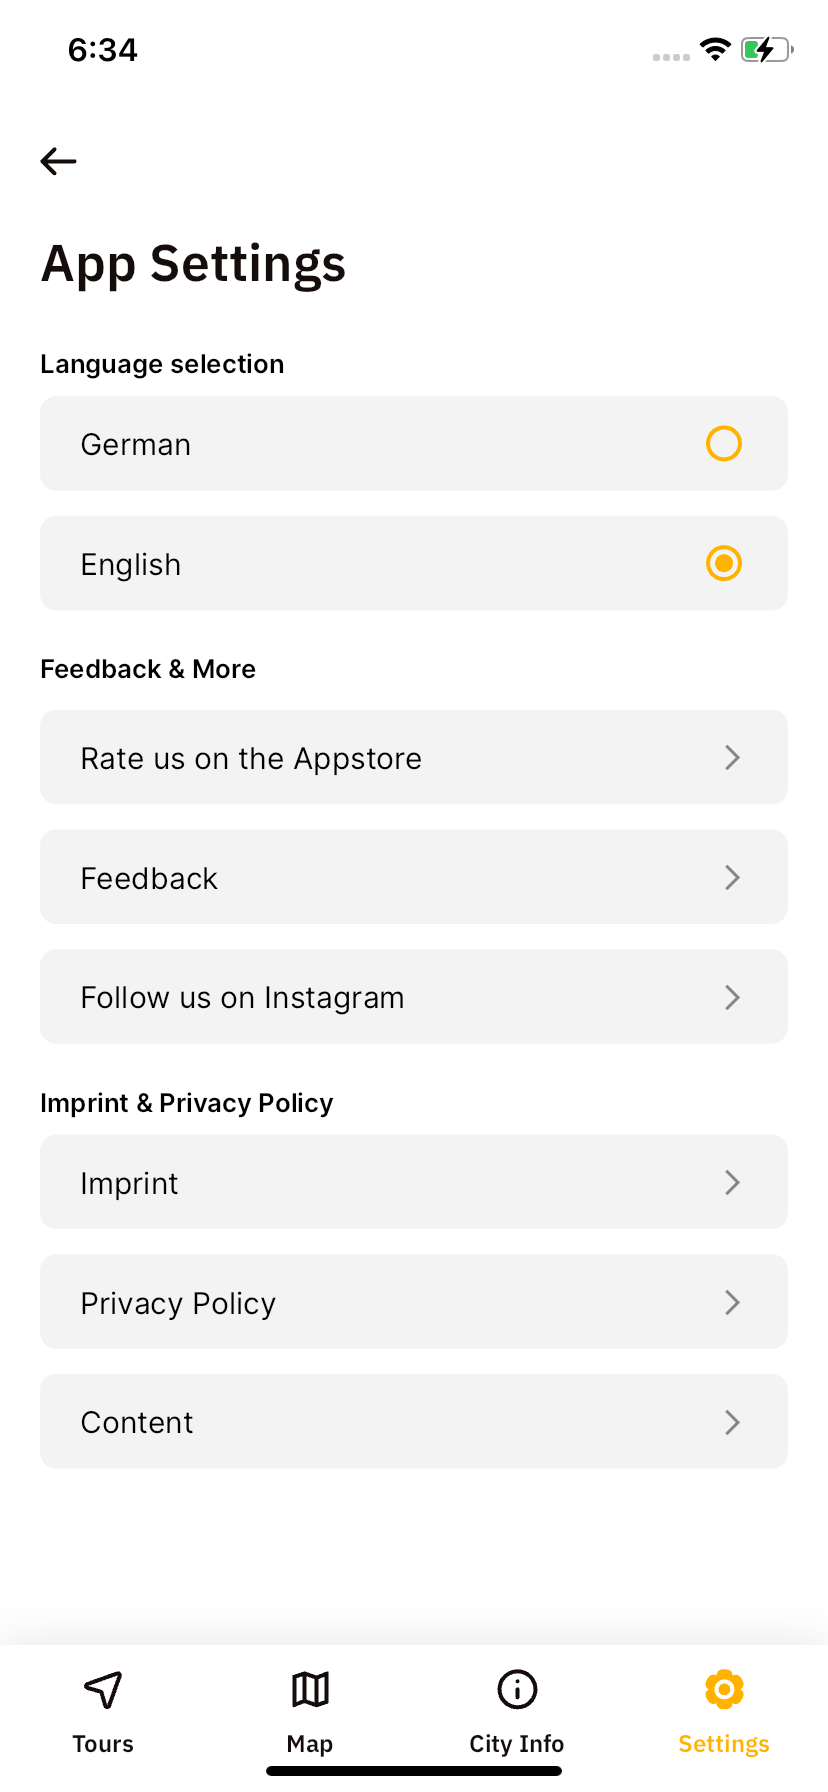 6:34
App Settings
Language selection
German
English
Feedback & More
Rate us on the Appstore
Feedback
Follow us on Instagram
Imprint & Privacy Policy
Imprint
Privacy Policy
Content
Tours
Map
City Info
Settings